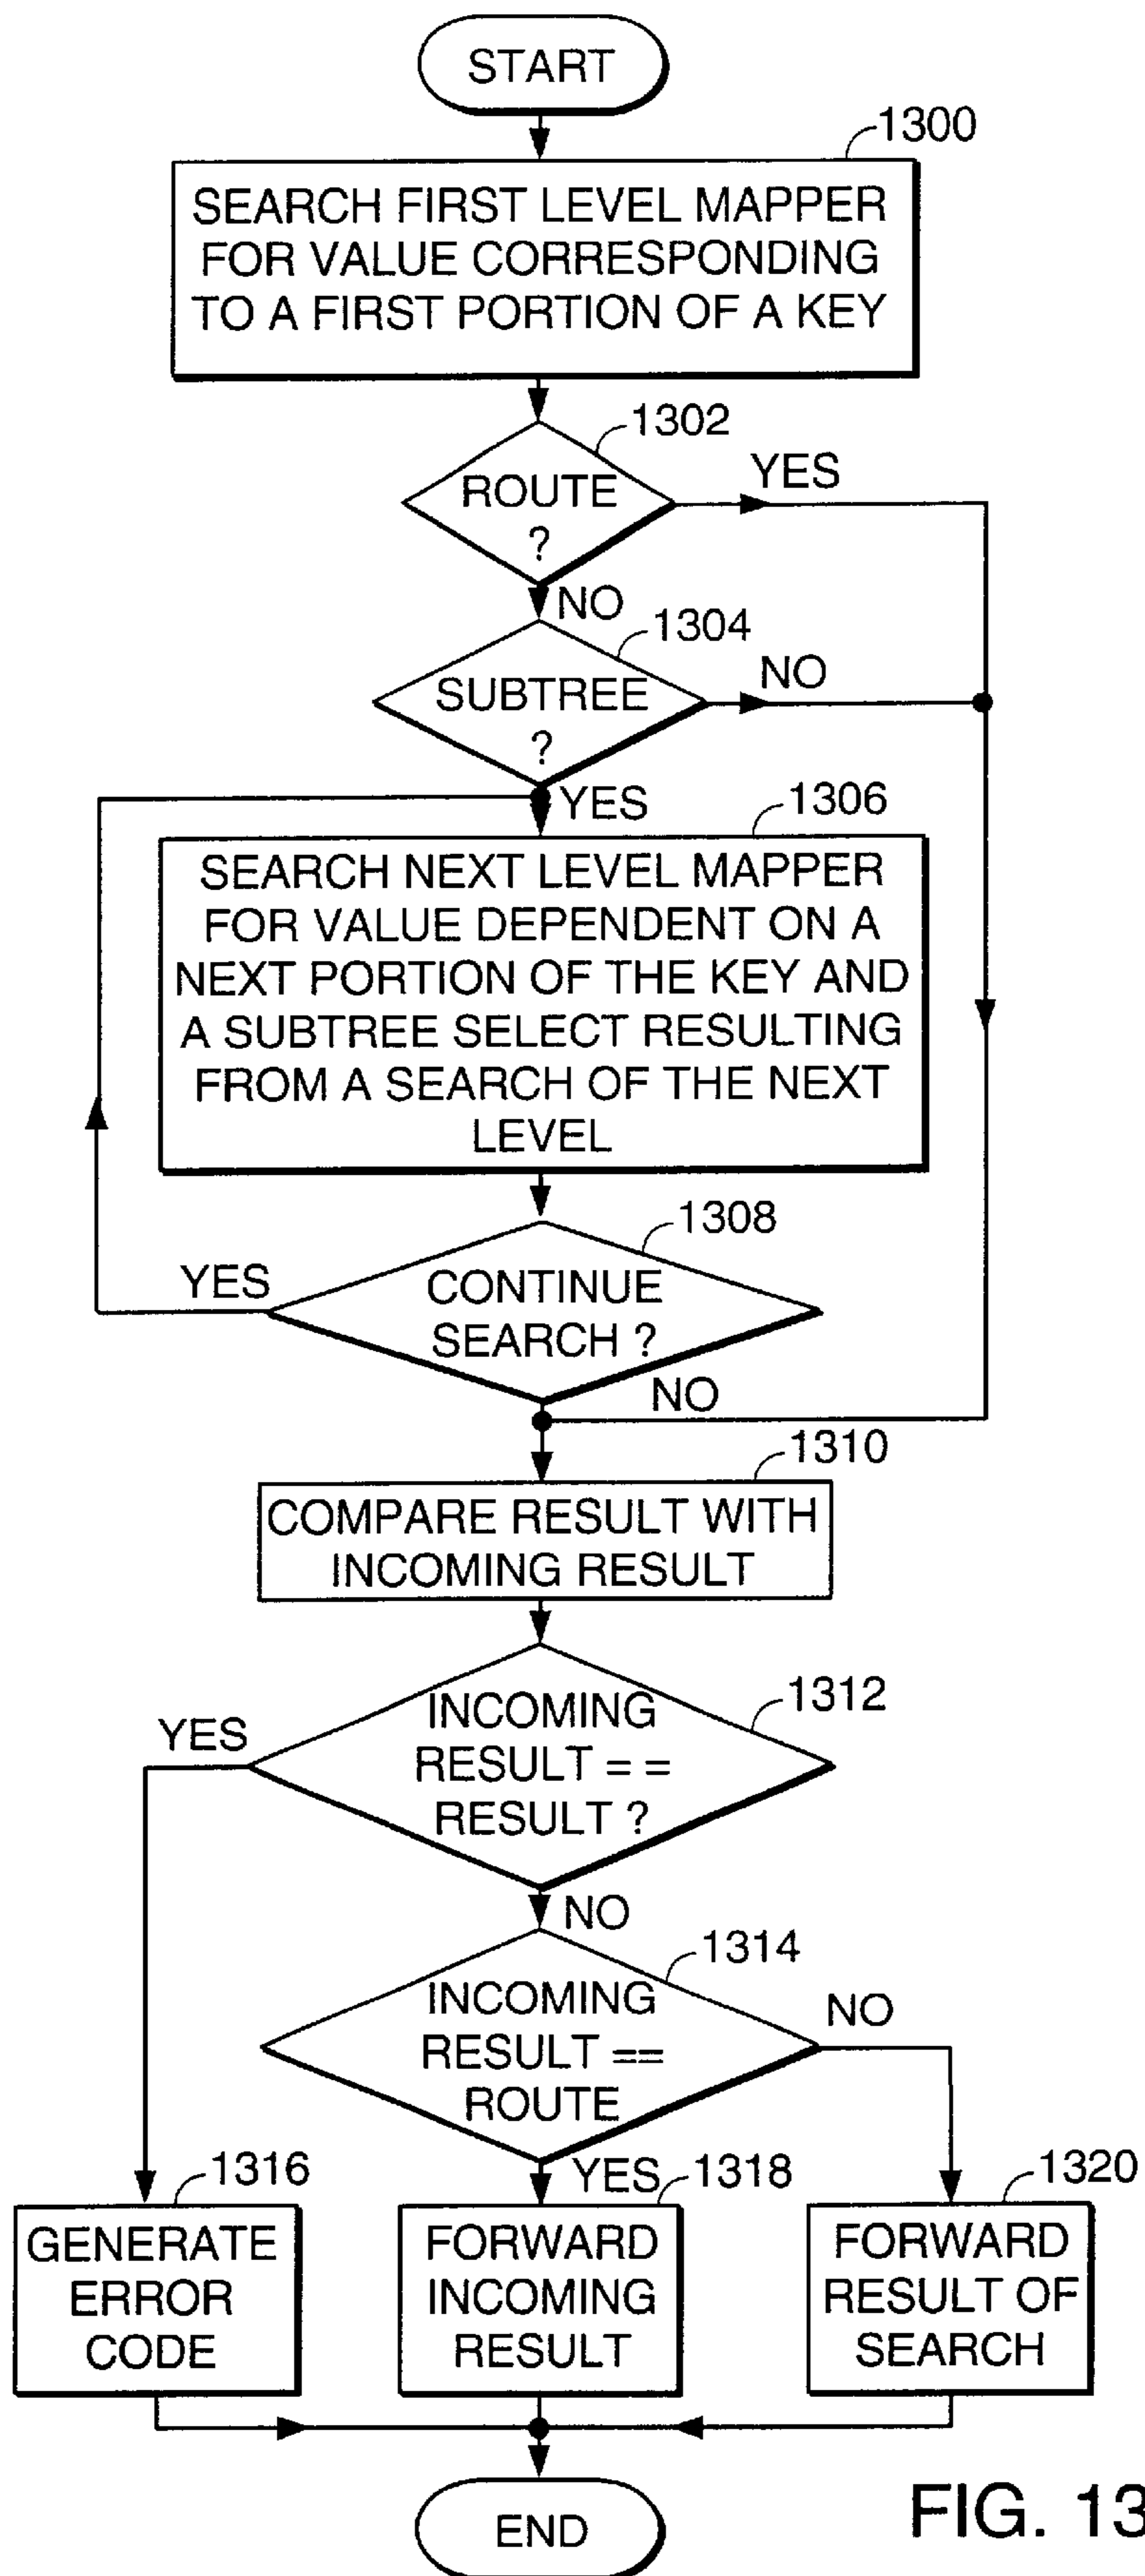 START
1300
SEARCH FIRST LEVEL MAPPER
FOR VALUE CORRESPONDING
TO A FIRST PORTION OF A KEY
1302
ROUTE
?
YES
NO
1304
SUBTREE
?
NO
YES
1306
SEARCH NEXT LEVEL MAPPER
FOR VALUE DEPENDENT ON A
NEXT PORTION OF THE KEY AND
A SUBTREE SELECT RESULTING
FROM A SEARCH OF THE NEXT
LEVEL
1308
CONTINUE
SEARCH ?
YES
NO
1310
COMPARE RESULT WITH
INCOMING RESULT
1312
INCOMING
RESULT = =
RESULT ?
YES
NO
1314
INCOMING
RESULT ==
ROUTE
NO
YES
1316
GENERATE
ERROR
CODE
1318
FORWARD
INCOMING
RESULT
1320
FORWARD
RESULT OF
SEARCH
END
FIG. 13